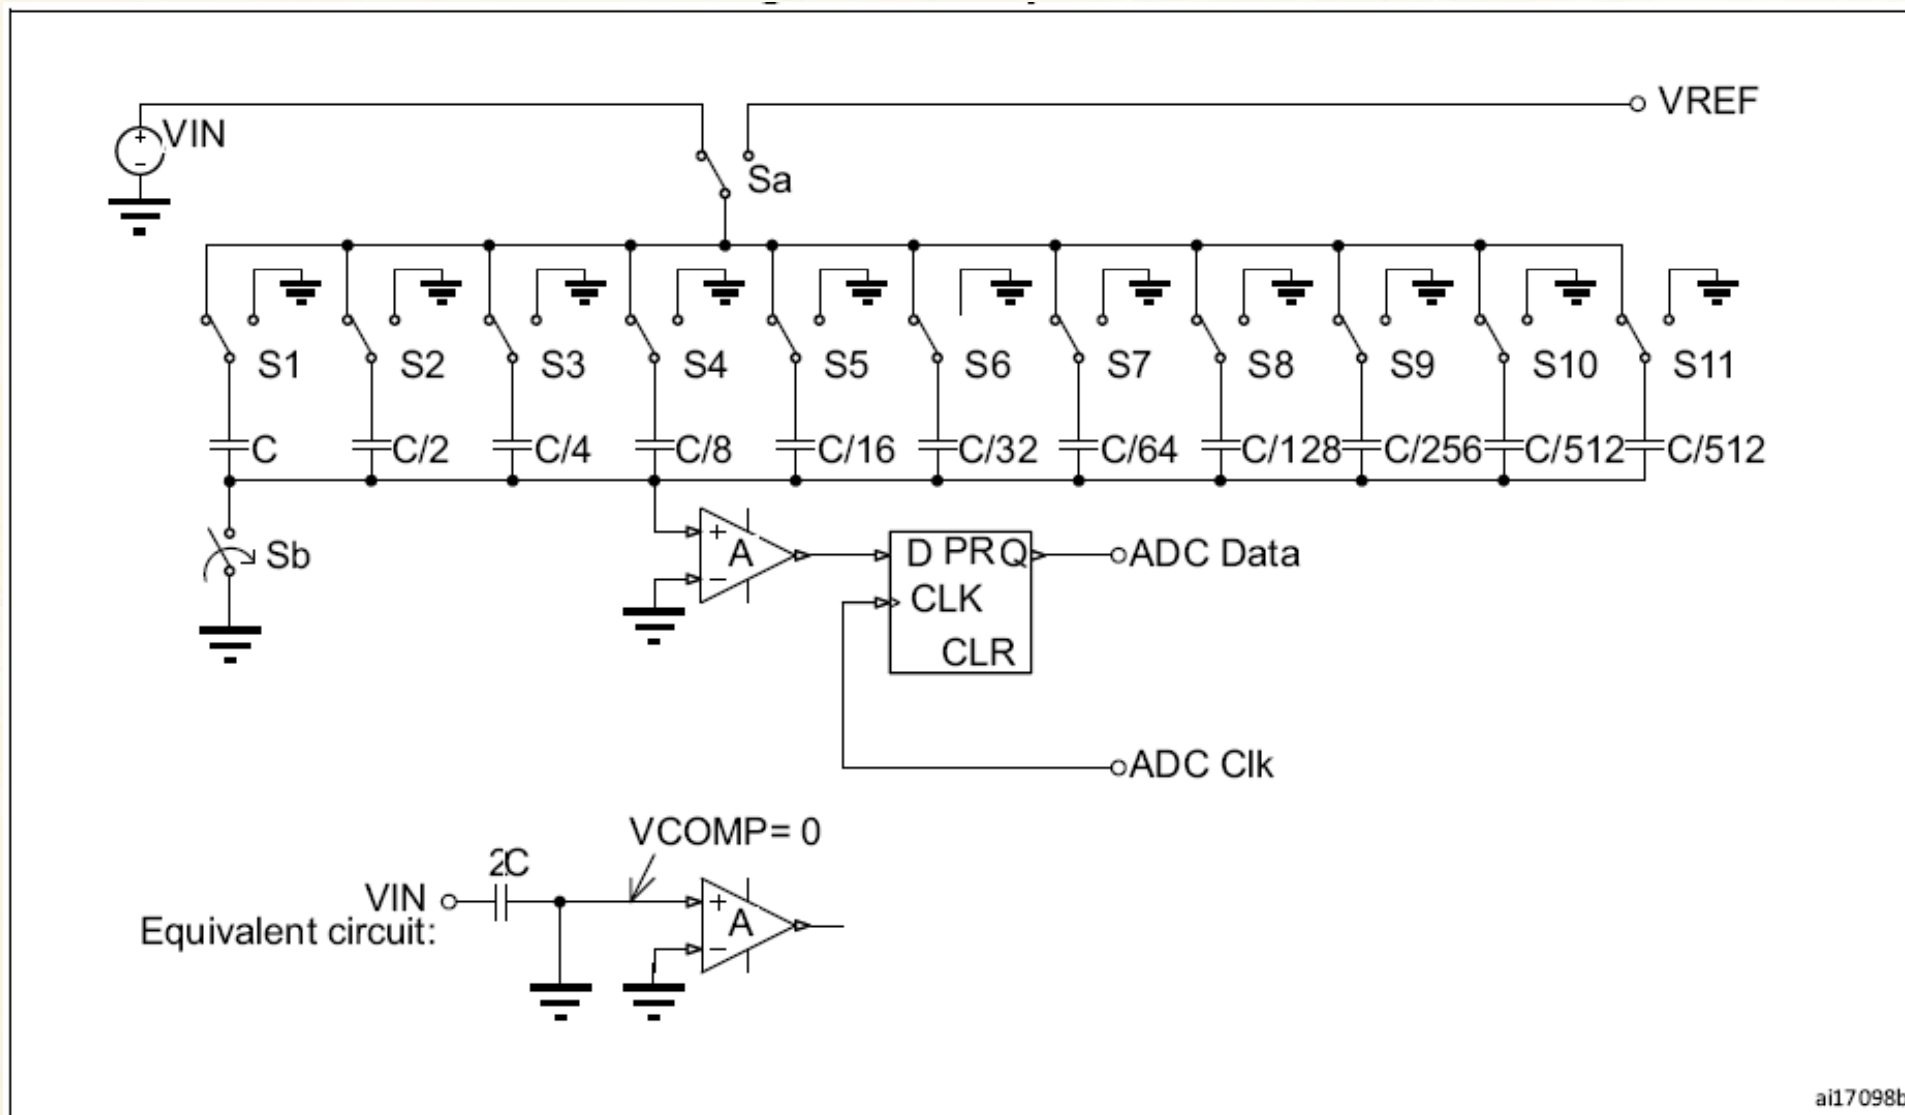 VREF
VIN
Sa
S1 S2 S3 S4 S5 S6 S7 S8 S9 S10 S11
C C/2 C/4 C/8 C/16 C/32 C/64 C/128 C/256 C/512 C/512
Sb
+
A
−
D PR Q
CLK
CLR
ADC Data
ADC Clk
VCOMP= 0
2C
VIN
Equivalent circuit:
+
A
−
ai17098b